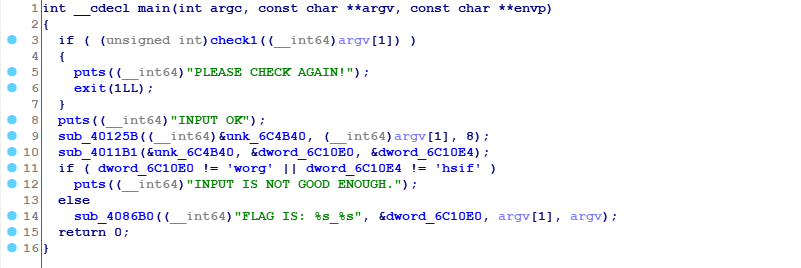 1 int __cdecl main(int argc, const char **argv, const char **envp)
2 {
3 if ( (unsigned int)check1((__int64)argv[1]) )
4 {
5 puts((__int64)"PLEASE CHECK AGAIN!");
6 exit(1LL);
7 }
8 puts((__int64)"INPUT OK");
9 sub_40125B((__int64)&unk_6C4B40, (__int64)argv[1], 8);
10 sub_4011B1(&unk_6C4B40, &dword_6C10E0, &dword_6C10E4);
11 if ( dword_6C10E0 != 'worg' || dword_6C10E4 != 'hsif' )
12 puts((__int64)"INPUT IS NOT GOOD ENOUGH.");
13 else
14 sub_4086B0((__int64)"FLAG IS: %s_%s", &dword_6C10E0, argv[1], argv);
15 return 0;
16 }